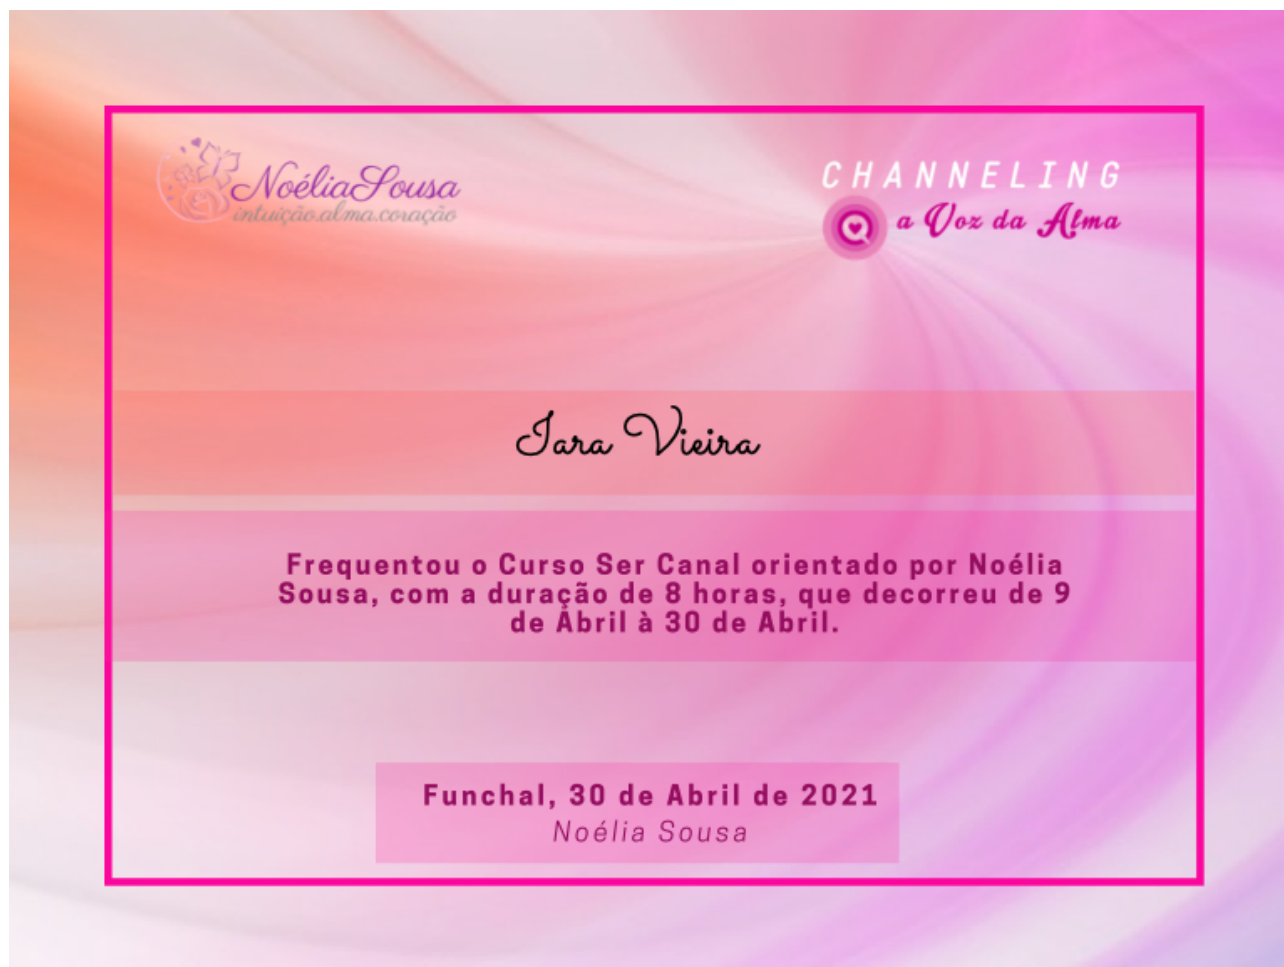 NoéliaSousa
intuição.alma.coração
CHANNELING
a Voz da Alma
Iara Vieira
Frequentou o Curso Ser Canal orientado por Noélia
Sousa, com a duração de 8 horas, que decorreu de 9
de Abril à 30 de Abril.
Funchal, 30 de Abril de 2021
Noélia Sousa